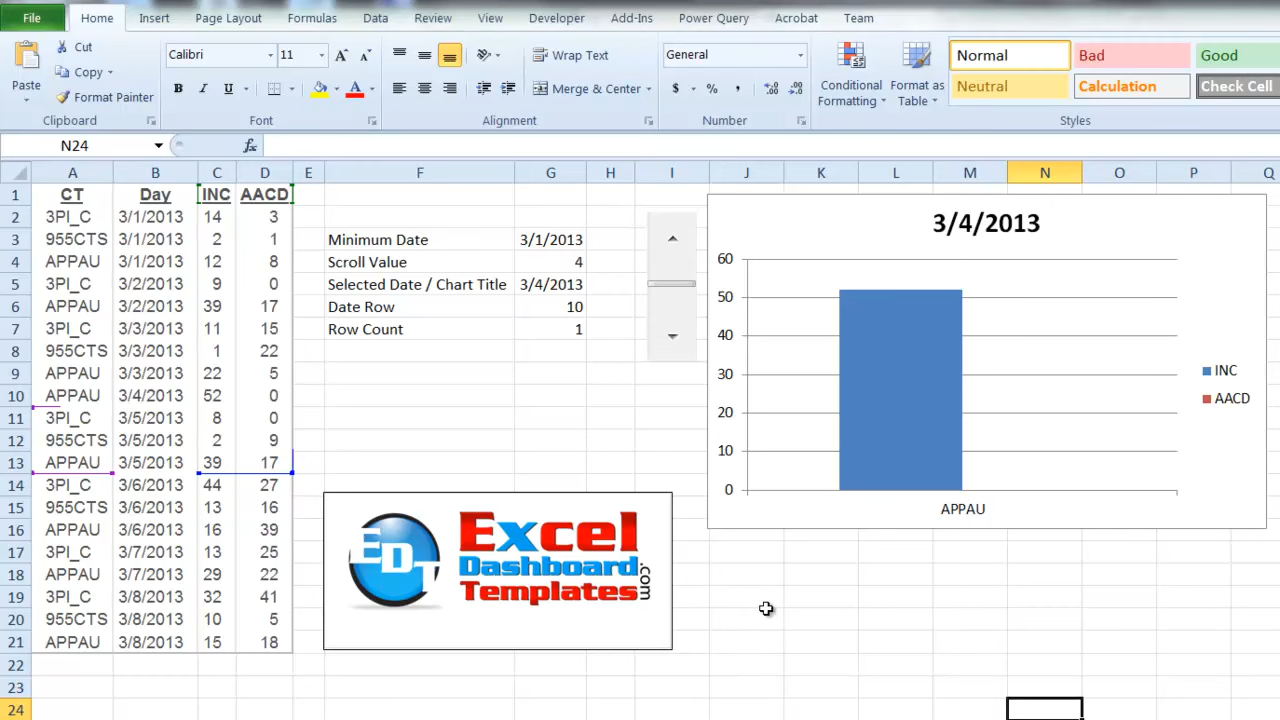 File Home Insert Page Layout Formulas Data Review View Developer Add-Ins Power Query Acrobat Team
Paste Cut Copy Format Painter Clipboard
Calibri 11 A A B I U A Font
Wrap Text Merge & Center Alignment
General $ % , Number
Conditional Formatting Format as Table
Normal Bad Good
Neutral Calculation Check Cell
Styles
N24 fx
A B C D E F G H I J K L M N O P Q
1 CT Day INC AACD
2 3PI_C 3/1/2013 14 3
3 955CTS 3/1/2013 2 1 Minimum Date 3/1/2013
4 APPAU 3/1/2013 12 8 Scroll Value 4
5 3PI_C 3/2/2013 9 0 Selected Date / Chart Title 3/4/2013
6 APPAU 3/2/2013 39 17 Date Row 10
7 3PI_C 3/3/2013 11 15 Row Count 1
8 955CTS 3/3/2013 1 22
9 APPAU 3/3/2013 22 5
10 APPAU 3/4/2013 52 0
11 3PI_C 3/5/2013 8 0
12 955CTS 3/5/2013 2 9
13 APPAU 3/5/2013 39 17
14 3PI_C 3/6/2013 44 27
15 955CTS 3/6/2013 13 16
16 APPAU 3/6/2013 16 39
17 3PI_C 3/7/2013 13 25
18 APPAU 3/7/2013 29 22
19 3PI_C 3/8/2013 32 41
20 955CTS 3/8/2013 10 5
21 APPAU 3/8/2013 15 18
22
23
24
3/4/2013
60
50
40
30
20
10
0
APPAU
INC
AACD
EDT
Excel
Dashboard
Templates
.com